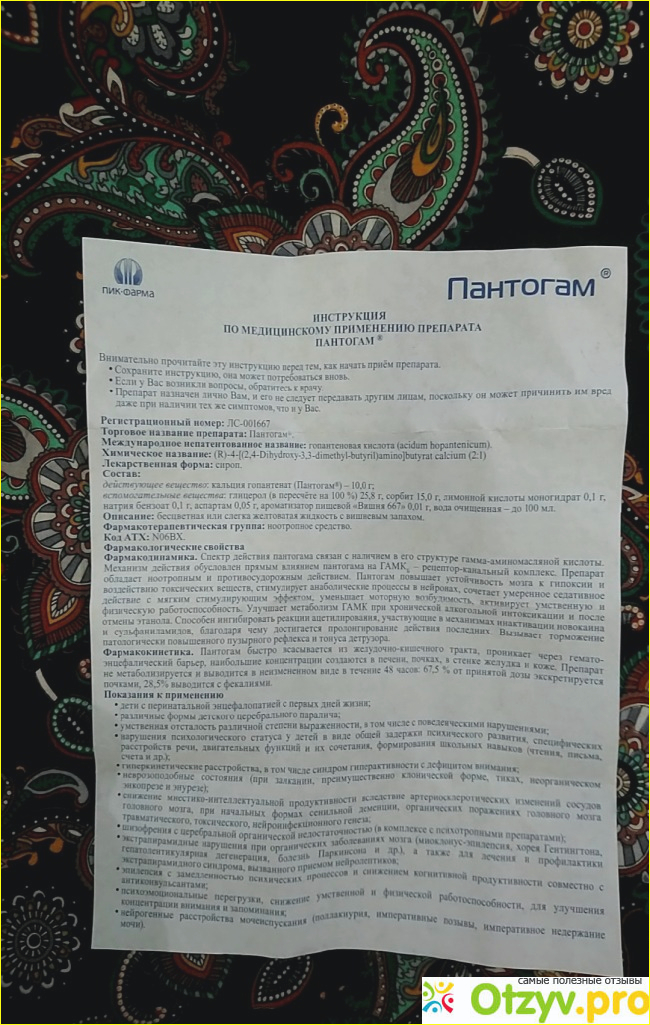 ПИК-ФАРМА
Пантогам®
ИНСТРУКЦИЯ
ПО МЕДИЦИНСКОМУ ПРИМЕНЕНИЮ ПРЕПАРАТА
ПАНТОГАМ ®
Внимательно прочитайте эту инструкцию перед тем, как начать приём препарата.
• Сохраните инструкцию, она может потребоваться вновь.
• Если у Вас возникли вопросы, обратитесь к врачу.
• Препарат назначен лично Вам, и его не следует передавать другим лицам, поскольку он может причинить им вред
даже при наличии тех же симптомов, что и у Вас.
Регистрационный номер: ЛС-001667
Торговое название препарата: Пантогам®.
Международное непатентованное название: гопантеновая кислота (acidum hopantenicum).
Химическое название: (R)-4-[(2,4-Dihydroxy-3,3-dimethyl-butyril)amino]butyrat calcium (2:1)
Лекарственная форма: сироп.
Состав:
действующее вещество: кальция гопантенат (Пантогам®) – 10,0 г;
вспомогательные вещества: глицерол (в пересчёте на 100 %) 25,8 г, сорбит 15,0 г, лимонной кислоты моногидрат 0,1 г,
натрия бензоат 0,1 г, аспартам 0,05 г, ароматизатор пищевой «Вишня 667» 0,01 г, вода очищенная – до 100 мл.
Описание: бесцветная или слегка желтоватая жидкость с вишневым запахом.
Фармакотерапевтическая группа: ноотропное средство.
Код АТХ: N06BX.
Фармакологические свойства
Фармакодинамика. Спектр действия пантогама связан с наличием в его структуре гамма-аминомасляной кислоты.
Механизм действия обусловлен прямым влиянием пантогама на ГАМКБ – рецептор-канальный комплекс. Препарат
обладает ноотропным и противосудорожным действием. Пантогам повышает устойчивость мозга к гипоксии и
воздействию токсических веществ, стимулирует анаболические процессы в нейронах, сочетает умеренное седативное
действие с мягким стимулирующим эффектом, уменьшает моторную возбудимость, активирует умственную и
физическую работоспособность. Улучшает метаболизм ГАМК при хронической алкогольной интоксикации и после
отмены этанола. Способен ингибировать реакции ацетилирования, участвующие в механизмах инактивации новокаина
и сульфаниламидов, благодаря чему достигается пролонгирование действия последних. Вызывает торможение
патологически повышенного пузырного рефлекса и тонуса детрузора.
Фармакокинетика. Пантогам быстро всасывается из желудочно-кишечного тракта, проникает через гемато-
энцефалический барьер, наибольшие концентрации создаются в печени, почках, в стенке желудка и коже. Препарат
не метаболизируется и выводится в неизменном виде в течение 48 часов: 67,5 % от принятой дозы экскретируется
почками, 28,5% выводится с фекалиями.
Показания к применению
• дети с перинатальной энцефалопатией с первых дней жизни;
• различные формы детского церебрального паралича;
• умственная отсталость различной степени выраженности, в том числе с поведенческими нарушениями;
• нарушения психологического статуса у детей в виде общей задержки психического развития, специфических
расстройств речи, двигательных функций и их сочетания, формирования школьных навыков (чтения, письма,
счета и др.);
• гиперкинетические расстройства, в том числе синдром гиперактивности с дефицитом внимания;
• неврозоподобные состояния (при заикании, преимущественно клонической форме, тиках, неорганическом
энкопрезе и энурезе);
• снижение мнестико-интеллектуальной продуктивности вследствие артериосклеротических изменений сосудов
головного мозга, при начальных формах сенильной деменции, органических поражениях головного мозга
травматического, токсического, нейроинфекционного генеза;
• шизофрения с церебральной органической недостаточностью (в комплексе с психотропными препаратами);
• экстрапирамидные нарушения при органических заболеваниях мозга (миоклонус-эпилепсия, хорея Гентингтона,
гепатолентикулярная дегенерация, болезнь Паркинсона и др.), а также для лечения и профилактики
экстрапирамидного синдрома, вызванного приемом нейролептиков;
• эпилепсия с замедленностью психических процессов и снижением когнитивной продуктивности совместно с
антиконвульсантами;
• психоэмоциональные перегрузки, снижение умственной и физической работоспособности, для улучшения
концентрации внимания и запоминания;
• нейрогенные расстройства мочеиспускания (поллакиурия, императивные позывы, императивное недержание
мочи).
самые полезные отзывы
Otzyv.pro